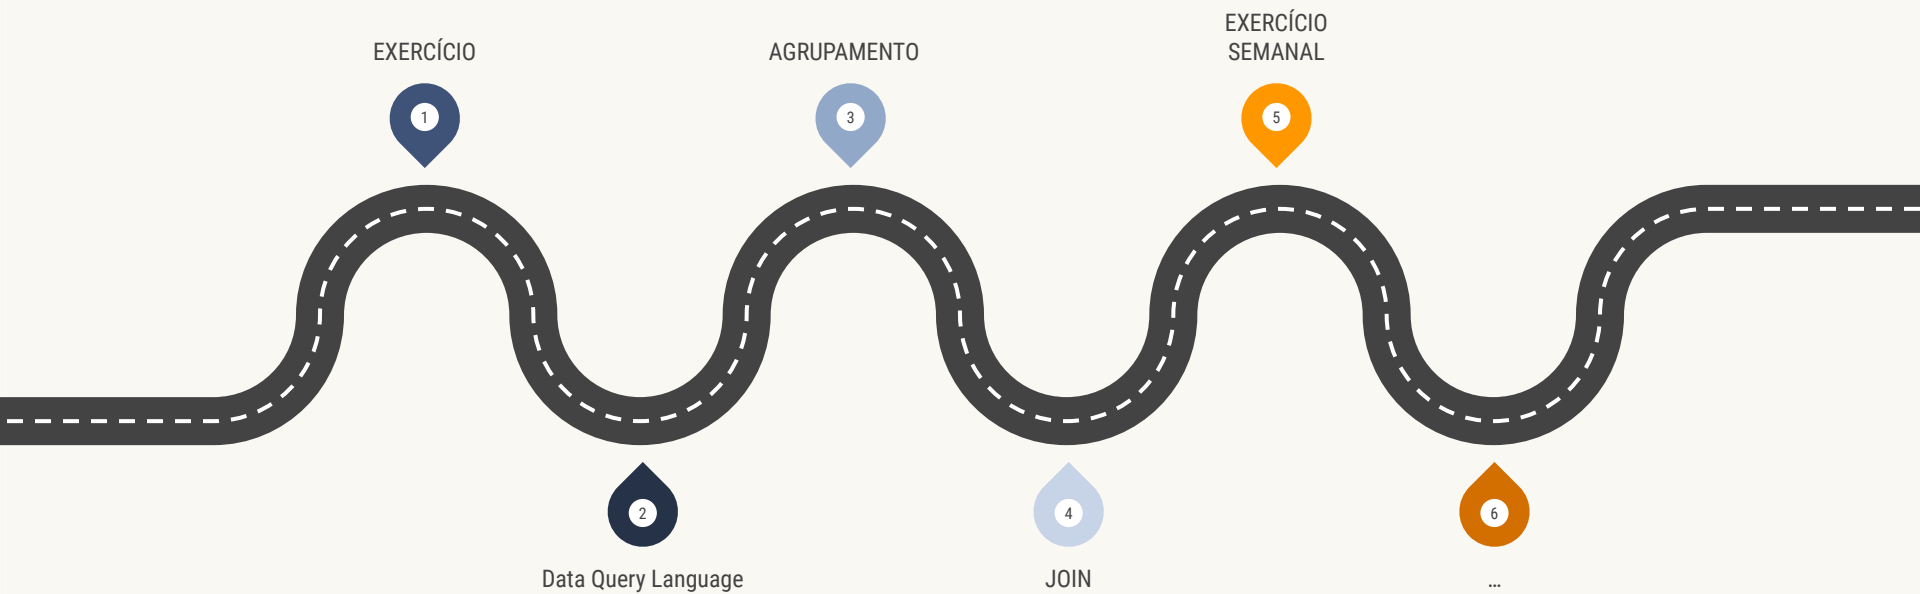 EXERCÍCIO
1
2
Data Query Language
AGRUPAMENTO
3
4
JOIN
EXERCÍCIO
SEMANAL
5
6
...